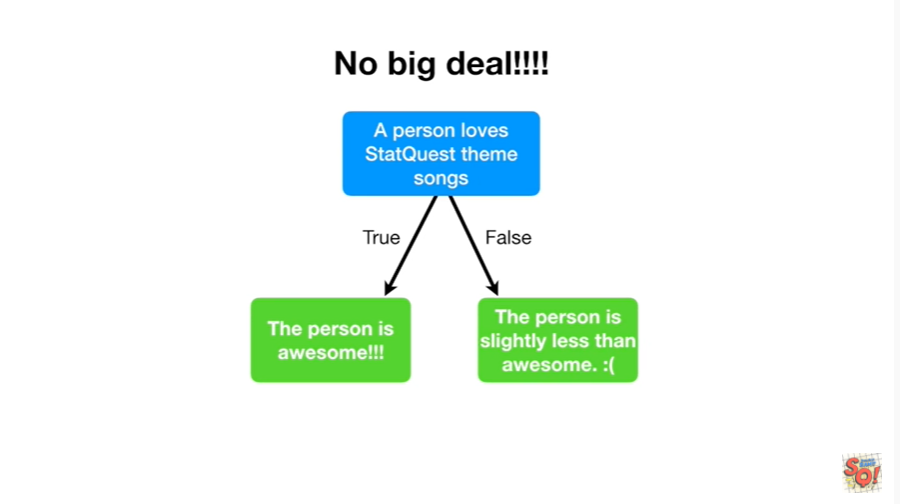 No big deal!!!!
A person loves
StatQuest theme
songs
True
False
The person is
awesome!!!
The person is
slightly less than
awesome. :(
SQ!